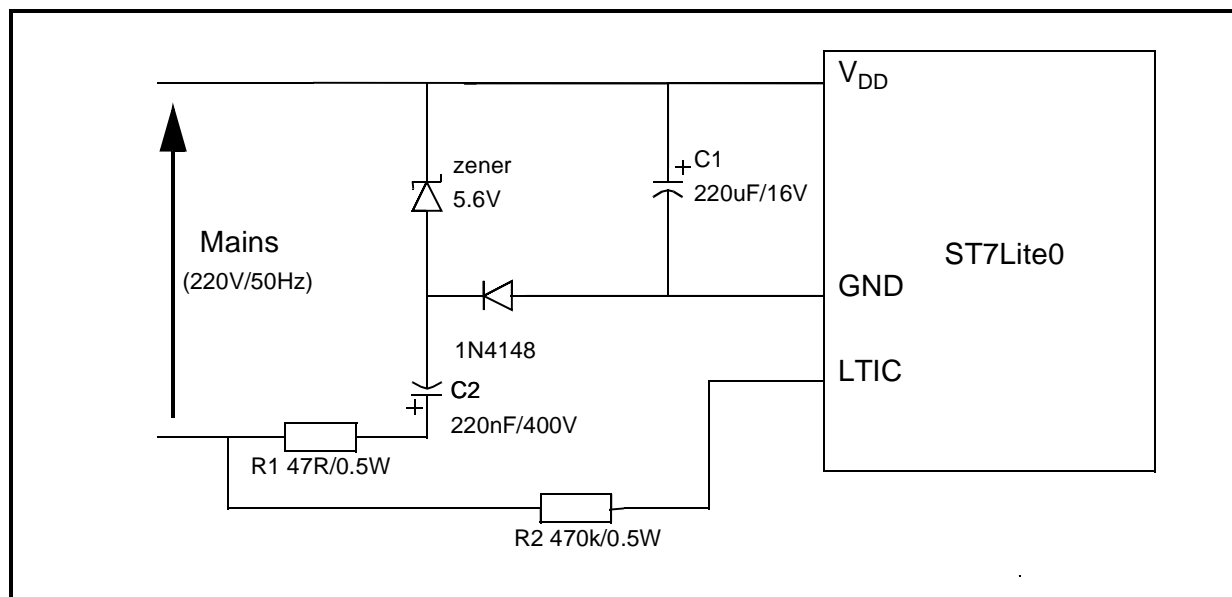 VDD
zener
5.6V
+ C1
220uF/16V
Mains
(220V/50Hz)
ST7Lite0
GND
1N4148
LTIC
C2
+
220nF/400V
R1 47R/0.5W
R2 470k/0.5W